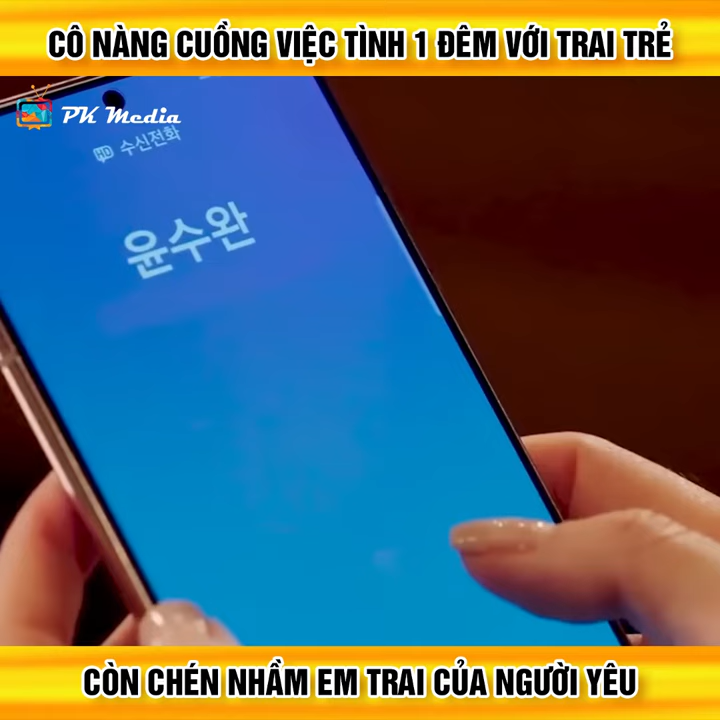 CÔ NÀNG CUỒNG VIỆC TÌNH 1 ĐÊM VỚI TRAI TRẺ
PK Media
HD 수신전화
윤수완
CÒN CHÉN NHẦM EM TRAI CỦA NGƯỜI YÊU